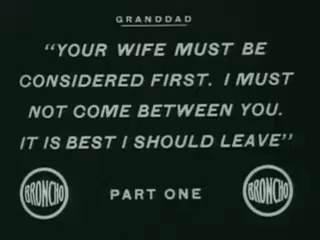 GRANDDAD
"YOUR WIFE MUST BE
CONSIDERED FIRST. I MUST
NOT COME BETWEEN YOU.
IT IS BEST I SHOULD LEAVE"
BRONCHO PART ONE BRONCHO